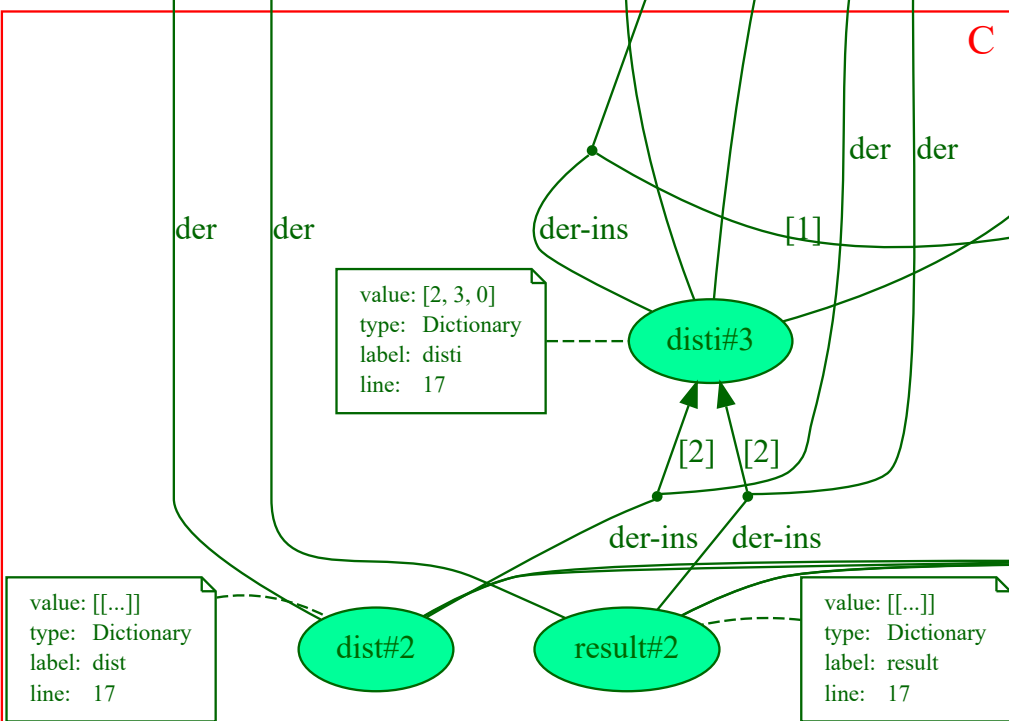 C
der der
der der der-ins [1]
value: [2, 3, 0]
type: Dictionary
label: disti
line: 17
disti#3
[2] [2]
der-ins der-ins
value: [[...]]
type: Dictionary
label: dist
line: 17
dist#2
result#2
value: [[...]]
type: Dictionary
label: result
line: 17